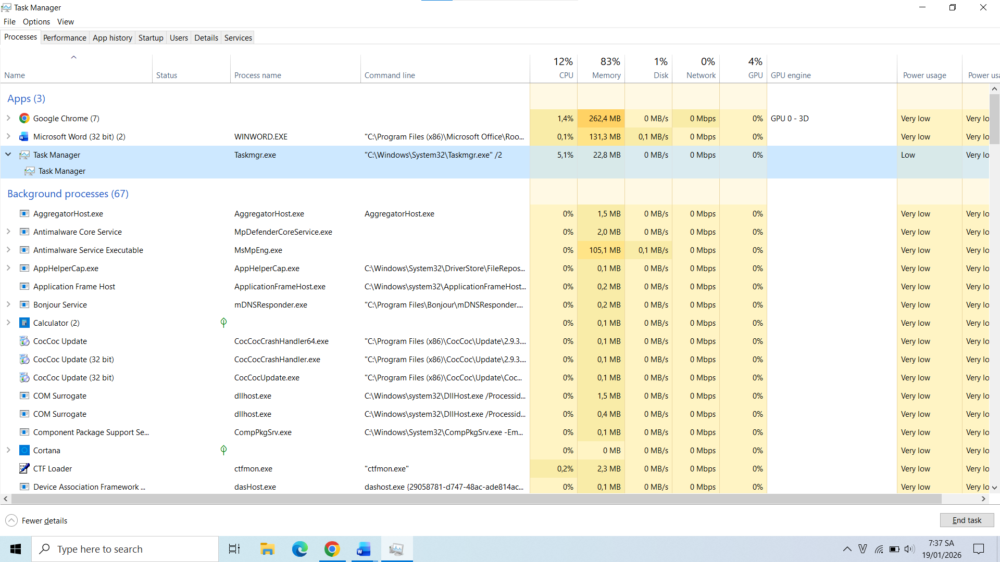 Task Manager
File Options View
Processes Performance App history Startup Users Details Services
12% 83% 1% 0% 4%
Name Status Process name Command line CPU Memory Disk Network GPU GPU engine Power usage Power usa
Apps (3)
Google Chrome (7) 1,4% 262,4 MB 0 MB/s 0 Mbps 0% GPU 0 - 3D Very low Very lo
Microsoft Word (32 bit) (2) WINWORD.EXE "C:\Program Files (x86)\Microsoft Office\Roo... 0,1% 131,3 MB 0,1 MB/s 0 Mbps 0% Very low Very lo
Task Manager Taskmgr.exe "C:\Windows\System32\Taskmgr.exe" /2 5,1% 22,8 MB 0 MB/s 0 Mbps 0% Low Very lo
Task Manager
Background processes (67)
AggregatorHost.exe AggregatorHost.exe AggregatorHost.exe 0% 1,5 MB 0 MB/s 0 Mbps 0% Very low Very lo
Antimalware Core Service MpDefenderCoreService.exe 0% 2,0 MB 0 MB/s 0 Mbps 0% Very low Very lo
Antimalware Service Executable MsMpEng.exe 0% 105,1 MB 0,1 MB/s 0 Mbps 0% Very low Very lo
AppHelperCap.exe AppHelperCap.exe C:\Windows\System32\DriverStore\FileRepos... 0% 0,1 MB 0 MB/s 0 Mbps 0% Very low Very lo
Application Frame Host ApplicationFrameHost.exe C:\Windows\system32\ApplicationFrameHost... 0% 0,2 MB 0 MB/s 0 Mbps 0% Very low Very lo
Bonjour Service mDNSResponder.exe "C:\Program Files\Bonjour\mDNSResponder.... 0% 0,2 MB 0 MB/s 0 Mbps 0% Very low Very lo
Calculator (2) 0% 0,1 MB 0 MB/s 0 Mbps 0% Very low Very lo
CocCoc Update CocCocCrashHandler64.exe "C:\Program Files (x86)\CocCoc\Update\2.9.3.... 0% 0,1 MB 0 MB/s 0 Mbps 0% Very low Very lo
CocCoc Update (32 bit) CocCocCrashHandler.exe "C:\Program Files (x86)\CocCoc\Update\2.9.3.... 0% 0,1 MB 0 MB/s 0 Mbps 0% Very low Very lo
CocCoc Update (32 bit) CocCocUpdate.exe "C:\Program Files (x86)\CocCoc\Update\Coc... 0% 0,1 MB 0 MB/s 0 Mbps 0% Very low Very lo
COM Surrogate dllhost.exe C:\Windows\system32\DllHost.exe /Processid... 0% 1,5 MB 0 MB/s 0 Mbps 0% Very low Very lo
COM Surrogate dllhost.exe C:\Windows\system32\DllHost.exe /Processid... 0% 0,4 MB 0 MB/s 0 Mbps 0% Very low Very lo
Component Package Support Se... CompPkgSrv.exe C:\Windows\System32\CompPkgSrv.exe -Em... 0% 0,1 MB 0 MB/s 0 Mbps 0% Very low Very lo
Cortana 0% 0 MB 0 MB/s 0 Mbps 0% Very low Very lo
CTF Loader ctfmon.exe "ctfmon.exe" 0,2% 2,3 MB 0 MB/s 0 Mbps 0% Very low Very lo
Device Association Framework ... dasHost.exe dashost.exe {29058781-d747-48ac-ade814ac... 0% 0,1 MB 0 MB/s 0 Mbps 0% Very low Very lo
Fewer details End task
Type here to search V 7:37 SA
19/01/2026